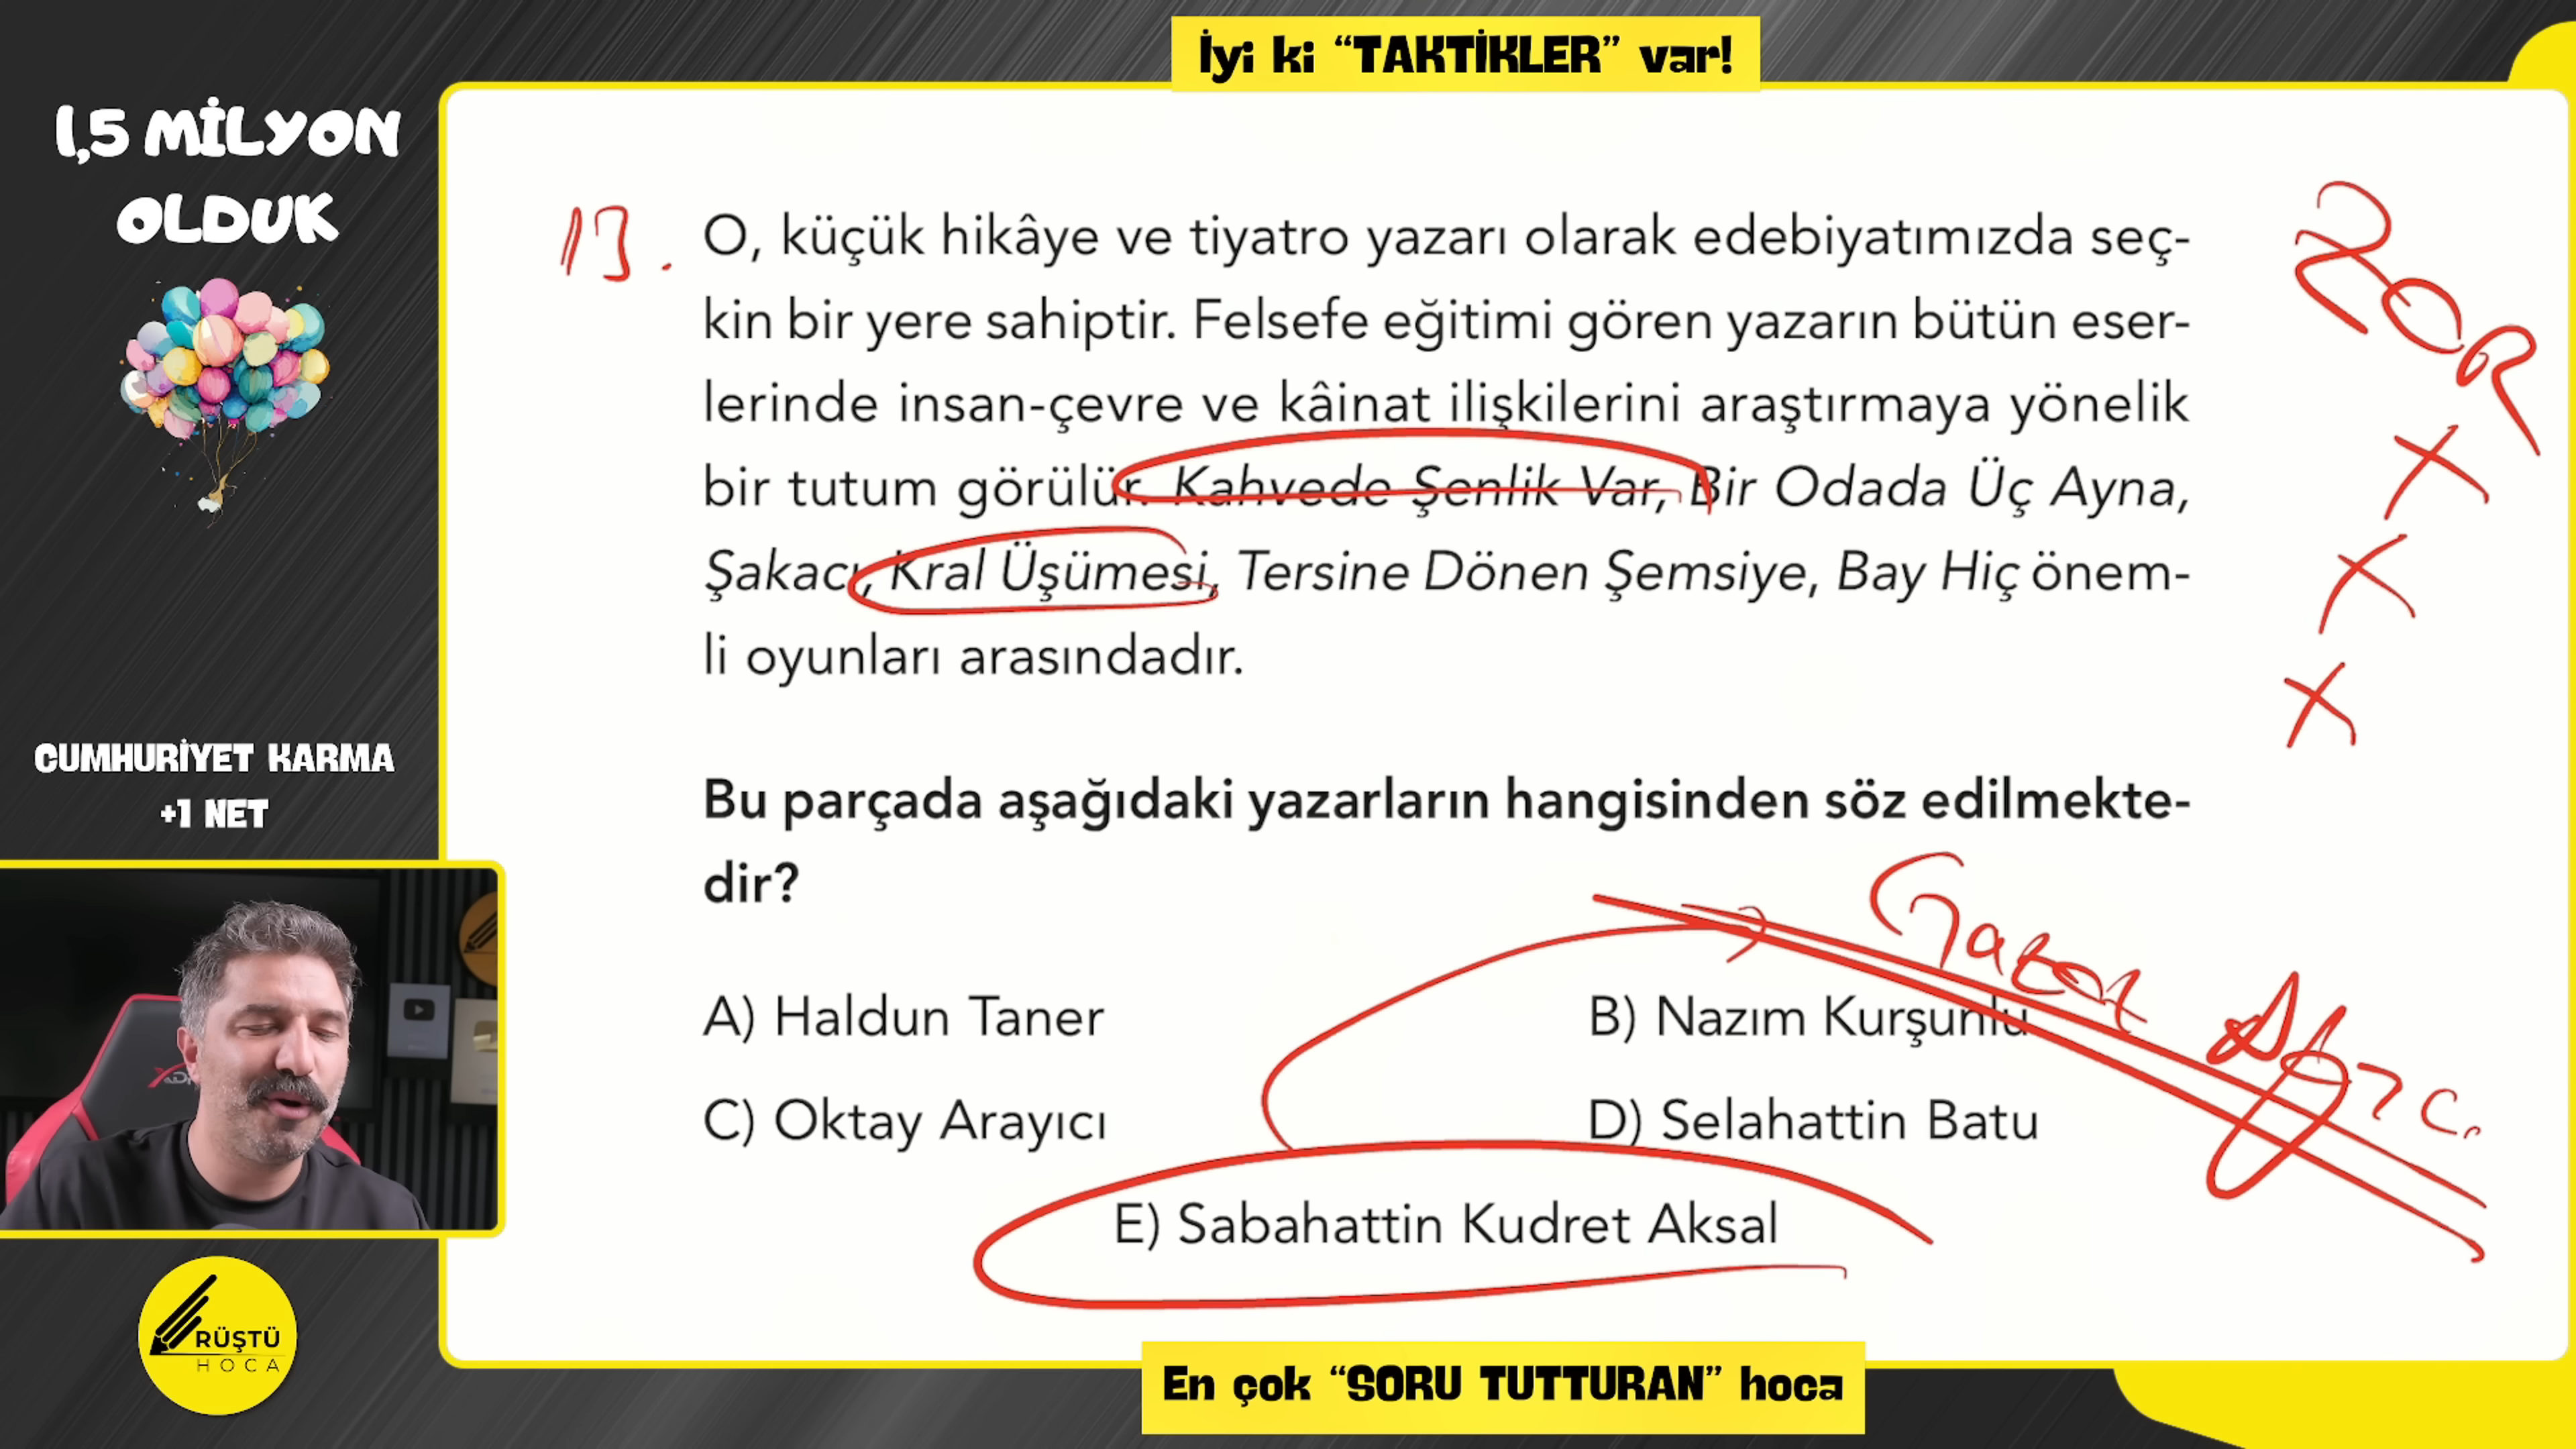 İyi ki “TAKTİKLER” var!
1,5 MİLYON
OLDUK
CUMHURİYET KARMA
+1 NET
RÜŞTÜ
HOCA
13.
O, küçük hikâye ve tiyatro yazarı olarak edebiyatımızda seç-
kin bir yere sahiptir. Felsefe eğitimi gören yazarın bütün eser-
lerinde insan-çevre ve kâinat ilişkilerini araştırmaya yönelik
bir tutum görülür. Kahvede Şenlik Var, Bir Odada Üç Ayna,
Şakacı, Kral Üşümesi, Tersine Dönen Şemsiye, Bay Hiç önem-
li oyunları arasındadır.
ZOR
Bu parçada aşağıdaki yazarların hangisinden söz edilmekte-
dir?
A) Haldun Taner
B) Nazım Kurşunlu
C) Oktay Arayıcı
D) Selahattin Batu
E) Sabahattin Kudret Aksal
En çok “SORU TUTTURAN” hoca